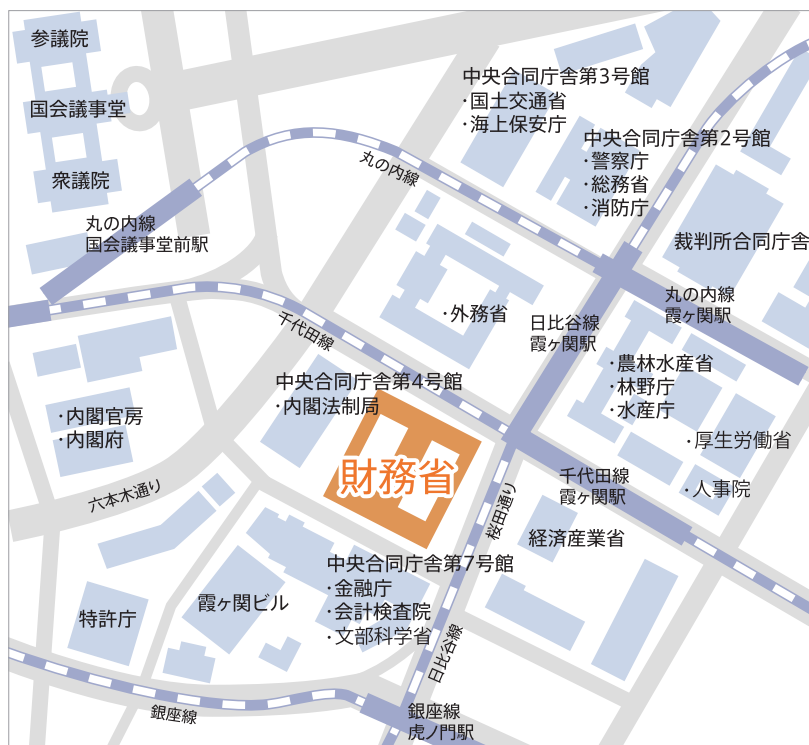 参議院
国会議事堂
衆議院
丸の内線
国会議事堂前駅
中央合同庁舎第3号館
・国土交通省
・海上保安庁
中央合同庁舎第2号館
・警察庁
・総務省
・消防庁
丸の内線
裁判所合同庁舎
丸の内線
霞ヶ関駅
・外務省
日比谷線
霞ヶ関駅
千代田線
・農林水産省
・林野庁
・水産庁
・厚生労働省
・人事院
中央合同庁舎第4号館
・内閣法制局
・内閣官房
・内閣府
財務省
千代田線
霞ヶ関駅
六本木通り
桜田通り
経済産業省
中央合同庁舎第7号館
・金融庁
・会計検査院
・文部科学省
霞ヶ関ビル
特許庁
日比谷線
銀座線
銀座線
虎ノ門駅